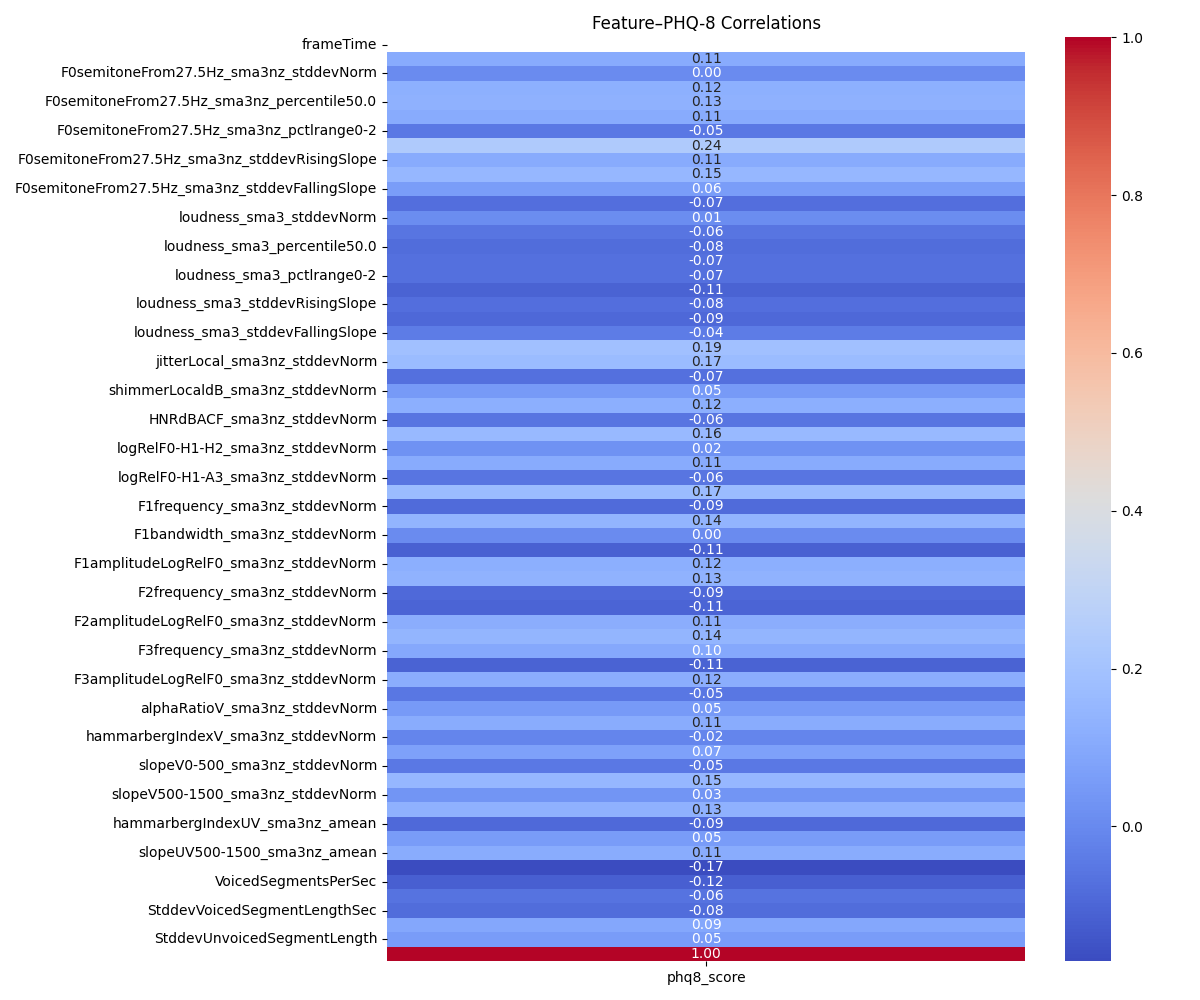 Feature–PHQ-8 Correlations
frameTime
0.11
F0semitoneFrom27.5Hz_sma3nz_stddevNorm
0.00
0.12
F0semitoneFrom27.5Hz_sma3nz_percentile50.0
0.13
0.11
F0semitoneFrom27.5Hz_sma3nz_pctlrange0-2
-0.05
0.24
F0semitoneFrom27.5Hz_sma3nz_stddevRisingSlope
0.11
0.15
F0semitoneFrom27.5Hz_sma3nz_stddevFallingSlope
0.06
-0.07
loudness_sma3_stddevNorm
0.01
-0.06
loudness_sma3_percentile50.0
-0.08
-0.07
loudness_sma3_pctlrange0-2
-0.07
-0.11
loudness_sma3_stddevRisingSlope
-0.08
-0.09
loudness_sma3_stddevFallingSlope
-0.04
0.19
jitterLocal_sma3nz_stddevNorm
0.17
-0.07
shimmerLocaldB_sma3nz_stddevNorm
0.05
0.12
HNRdBACF_sma3nz_stddevNorm
-0.06
0.16
logRelF0-H1-H2_sma3nz_stddevNorm
0.02
0.11
logRelF0-H1-A3_sma3nz_stddevNorm
-0.06
0.17
F1frequency_sma3nz_stddevNorm
-0.09
0.14
F1bandwidth_sma3nz_stddevNorm
0.00
-0.11
F1amplitudeLogRelF0_sma3nz_stddevNorm
0.12
0.13
F2frequency_sma3nz_stddevNorm
-0.09
-0.11
F2amplitudeLogRelF0_sma3nz_stddevNorm
0.11
0.14
F3frequency_sma3nz_stddevNorm
0.10
-0.11
F3amplitudeLogRelF0_sma3nz_stddevNorm
0.12
-0.05
alphaRatioV_sma3nz_stddevNorm
0.05
0.11
hammarbergIndexV_sma3nz_stddevNorm
-0.02
0.07
slopeV0-500_sma3nz_stddevNorm
-0.05
0.15
slopeV500-1500_sma3nz_stddevNorm
0.03
0.13
hammarbergIndexUV_sma3nz_amean
-0.09
0.05
slopeUV500-1500_sma3nz_amean
0.11
-0.17
VoicedSegmentsPerSec
-0.12
-0.06
StddevVoicedSegmentLengthSec
-0.08
0.09
StddevUnvoicedSegmentLength
0.05
1.00
phq8_score
1.0
0.8
0.6
0.4
0.2
0.0